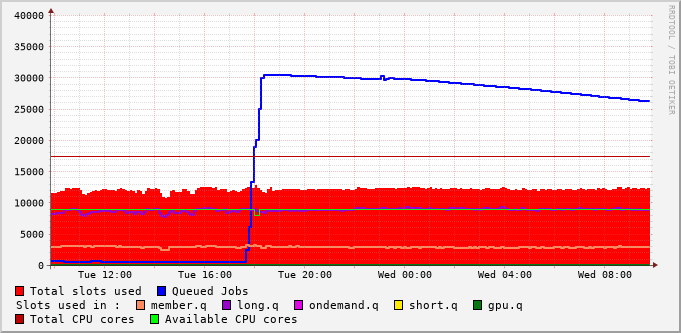 RRDTOOL / TOBI OETIKER
40000
35000
30000
25000
20000
15000
10000
5000
0
Tue 12:00 Tue 16:00 Tue 20:00 Wed 00:00 Wed 04:00 Wed 08:00
Total slots used Queued Jobs
Slots used in : member.q long.q ondemand.q short.q gpu.q
Total CPU cores Available CPU cores